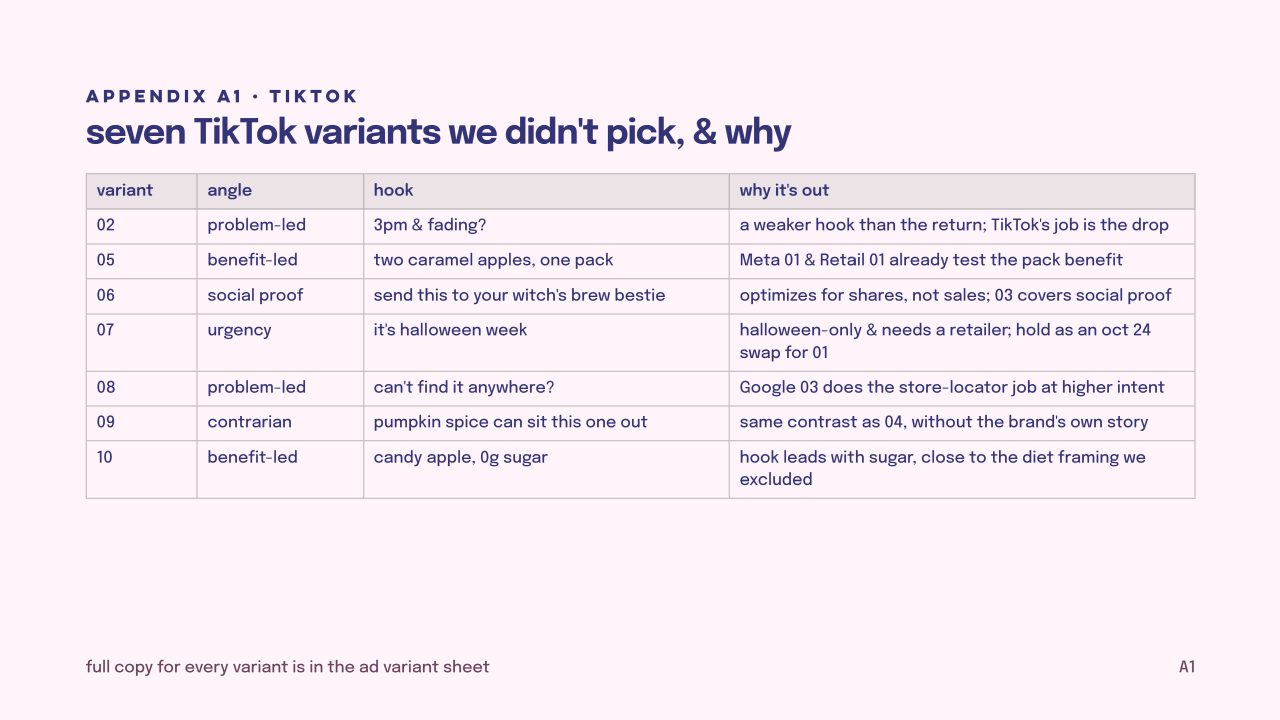 APPENDIX A1 · TIKTOK
seven TikTok variants we didn't pick, & why
variant angle hook why it's out
02 problem-led 3pm & fading? a weaker hook than the return; TikTok's job is the drop
05 benefit-led two caramel apples, one pack Meta 01 & Retail 01 already test the pack benefit
06 social proof send this to your witch's brew bestie optimizes for shares, not sales; 03 covers social proof
07 urgency it's halloween week halloween-only & needs a retailer; hold as an oct 24
swap for 01
08 problem-led can't find it anywhere? Google 03 does the store-locator job at higher intent
09 contrarian pumpkin spice can sit this one out same contrast as 04, without the brand's own story
10 benefit-led candy apple, 0g sugar hook leads with sugar, close to the diet framing we
excluded
full copy for every variant is in the ad variant sheet A1